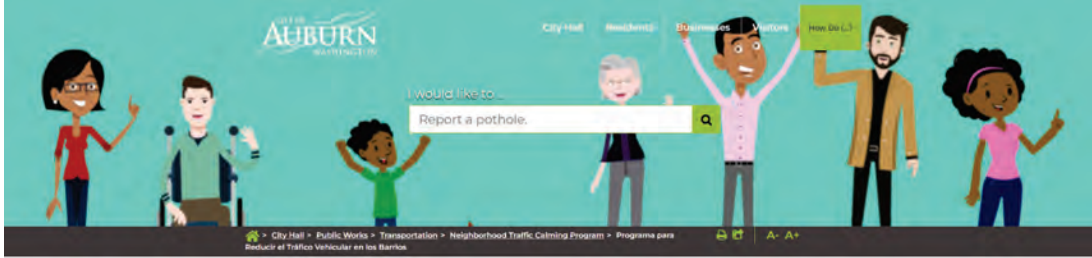 CITY OF
AUBURN
WASHINGTON
City Hall Residents Businesses Visitors How Do I...?
I would like to ...
Report a pothole.
> City Hall > Public Works > Transportation > Neighborhood Traffic Calming Program > Programa para
Reducir el Tráfico Vehicular en los Barrios
A- A+